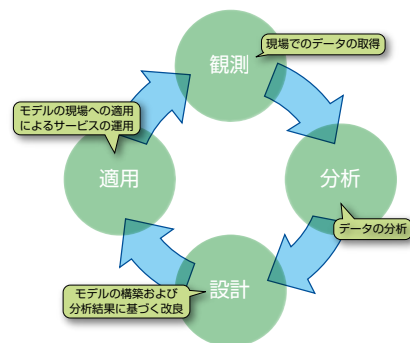 現場でのデータの取得
観測
モデルの現場への適用
によるサービスの運用
適用
分析
データの分析
設計
モデルの構築および
分析結果に基づく改良